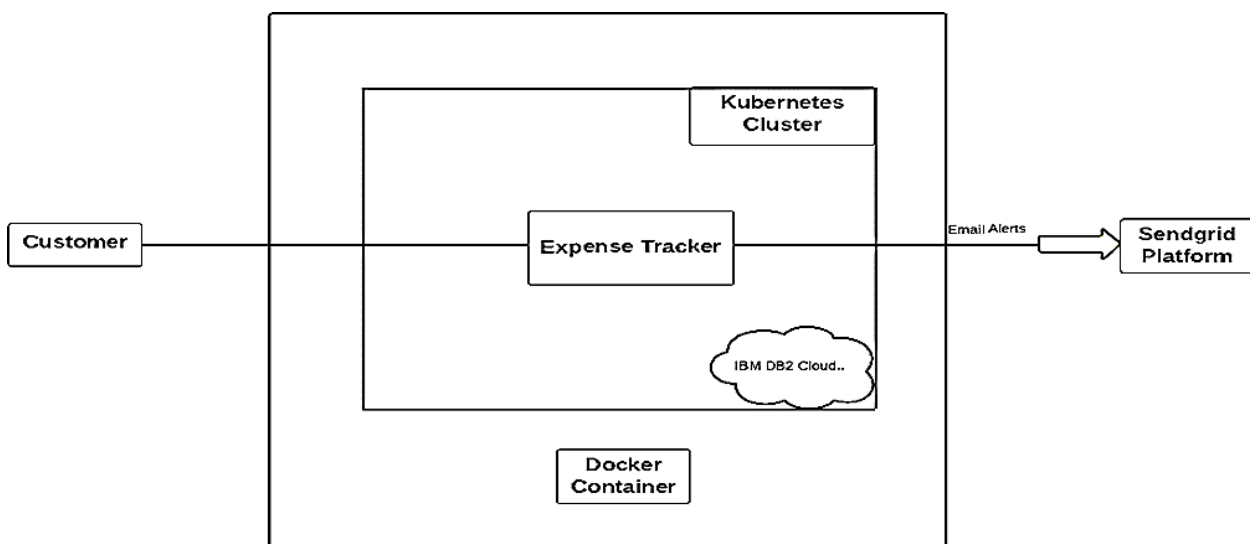 Kubernetes
Cluster
Customer
Expense Tracker
Email Alerts
Sendgrid
Platform
IBM DB2 Cloud..
Docker
Container